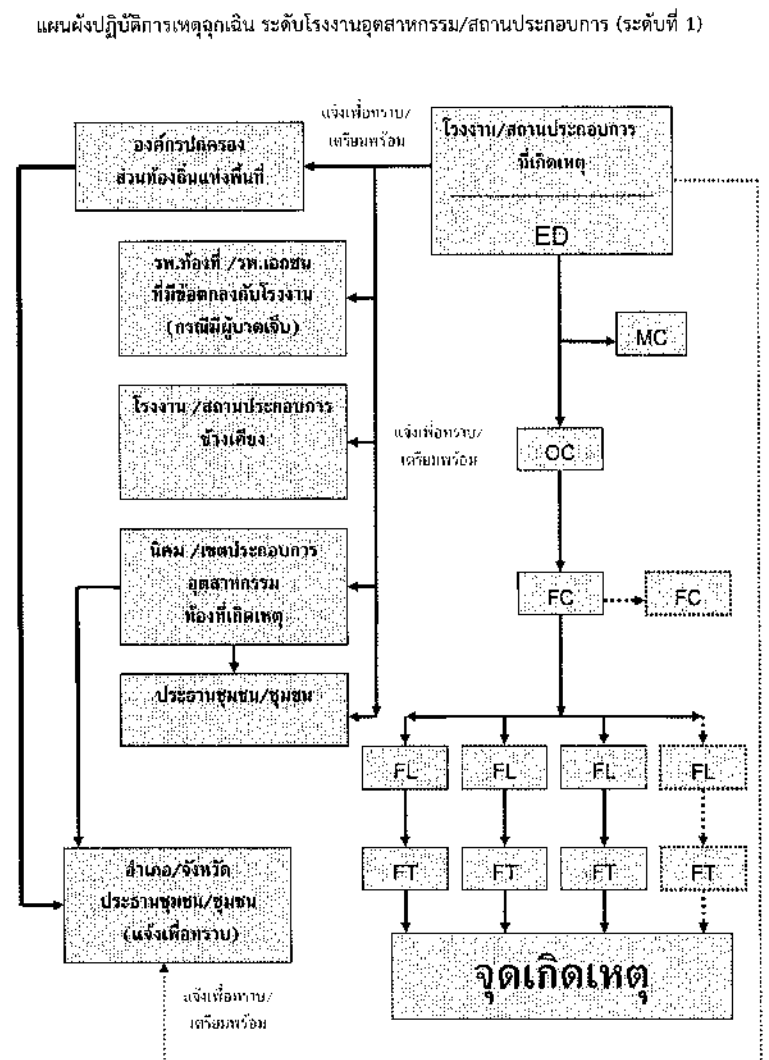 แผนผังปฏิบัติการเหตุฉุกเฉิน ระดับโรงงานอุตสาหกรรม/สถานประกอบการ (ระดับที่ 1)
แจ้งเพื่อทราบ/
เตรียมพร้อม
องค์กรปกครอง
ส่วนท้องถิ่นแห่งพื้นที่
โรงงาน/สถานประกอบการ
ที่เกิดเหตุ
ED
รพ.ท้องที่ /รพ.เอกชน
ที่มีข้อตกลงกับโรงงาน
(กรณีมีผู้บาดเจ็บ)
MC
โรงงาน /สถานประกอบการ
ข้างเคียง
แจ้งเพื่อทราบ/
เตรียมพร้อม
OC
นิคม /เขตประกอบการ
อุตสาหกรรม
ท้องที่เกิดเหตุ
FC
FC
ประธานชุมชน/ชุมชน
FL
FL
FL
FL
อำเภอ/จังหวัด
ประธานชุมชน/ชุมชน
(แจ้งเพื่อทราบ)
FT
FT
FT
FT
จุดเกิดเหตุ
แจ้งเพื่อทราบ/
เตรียมพร้อม